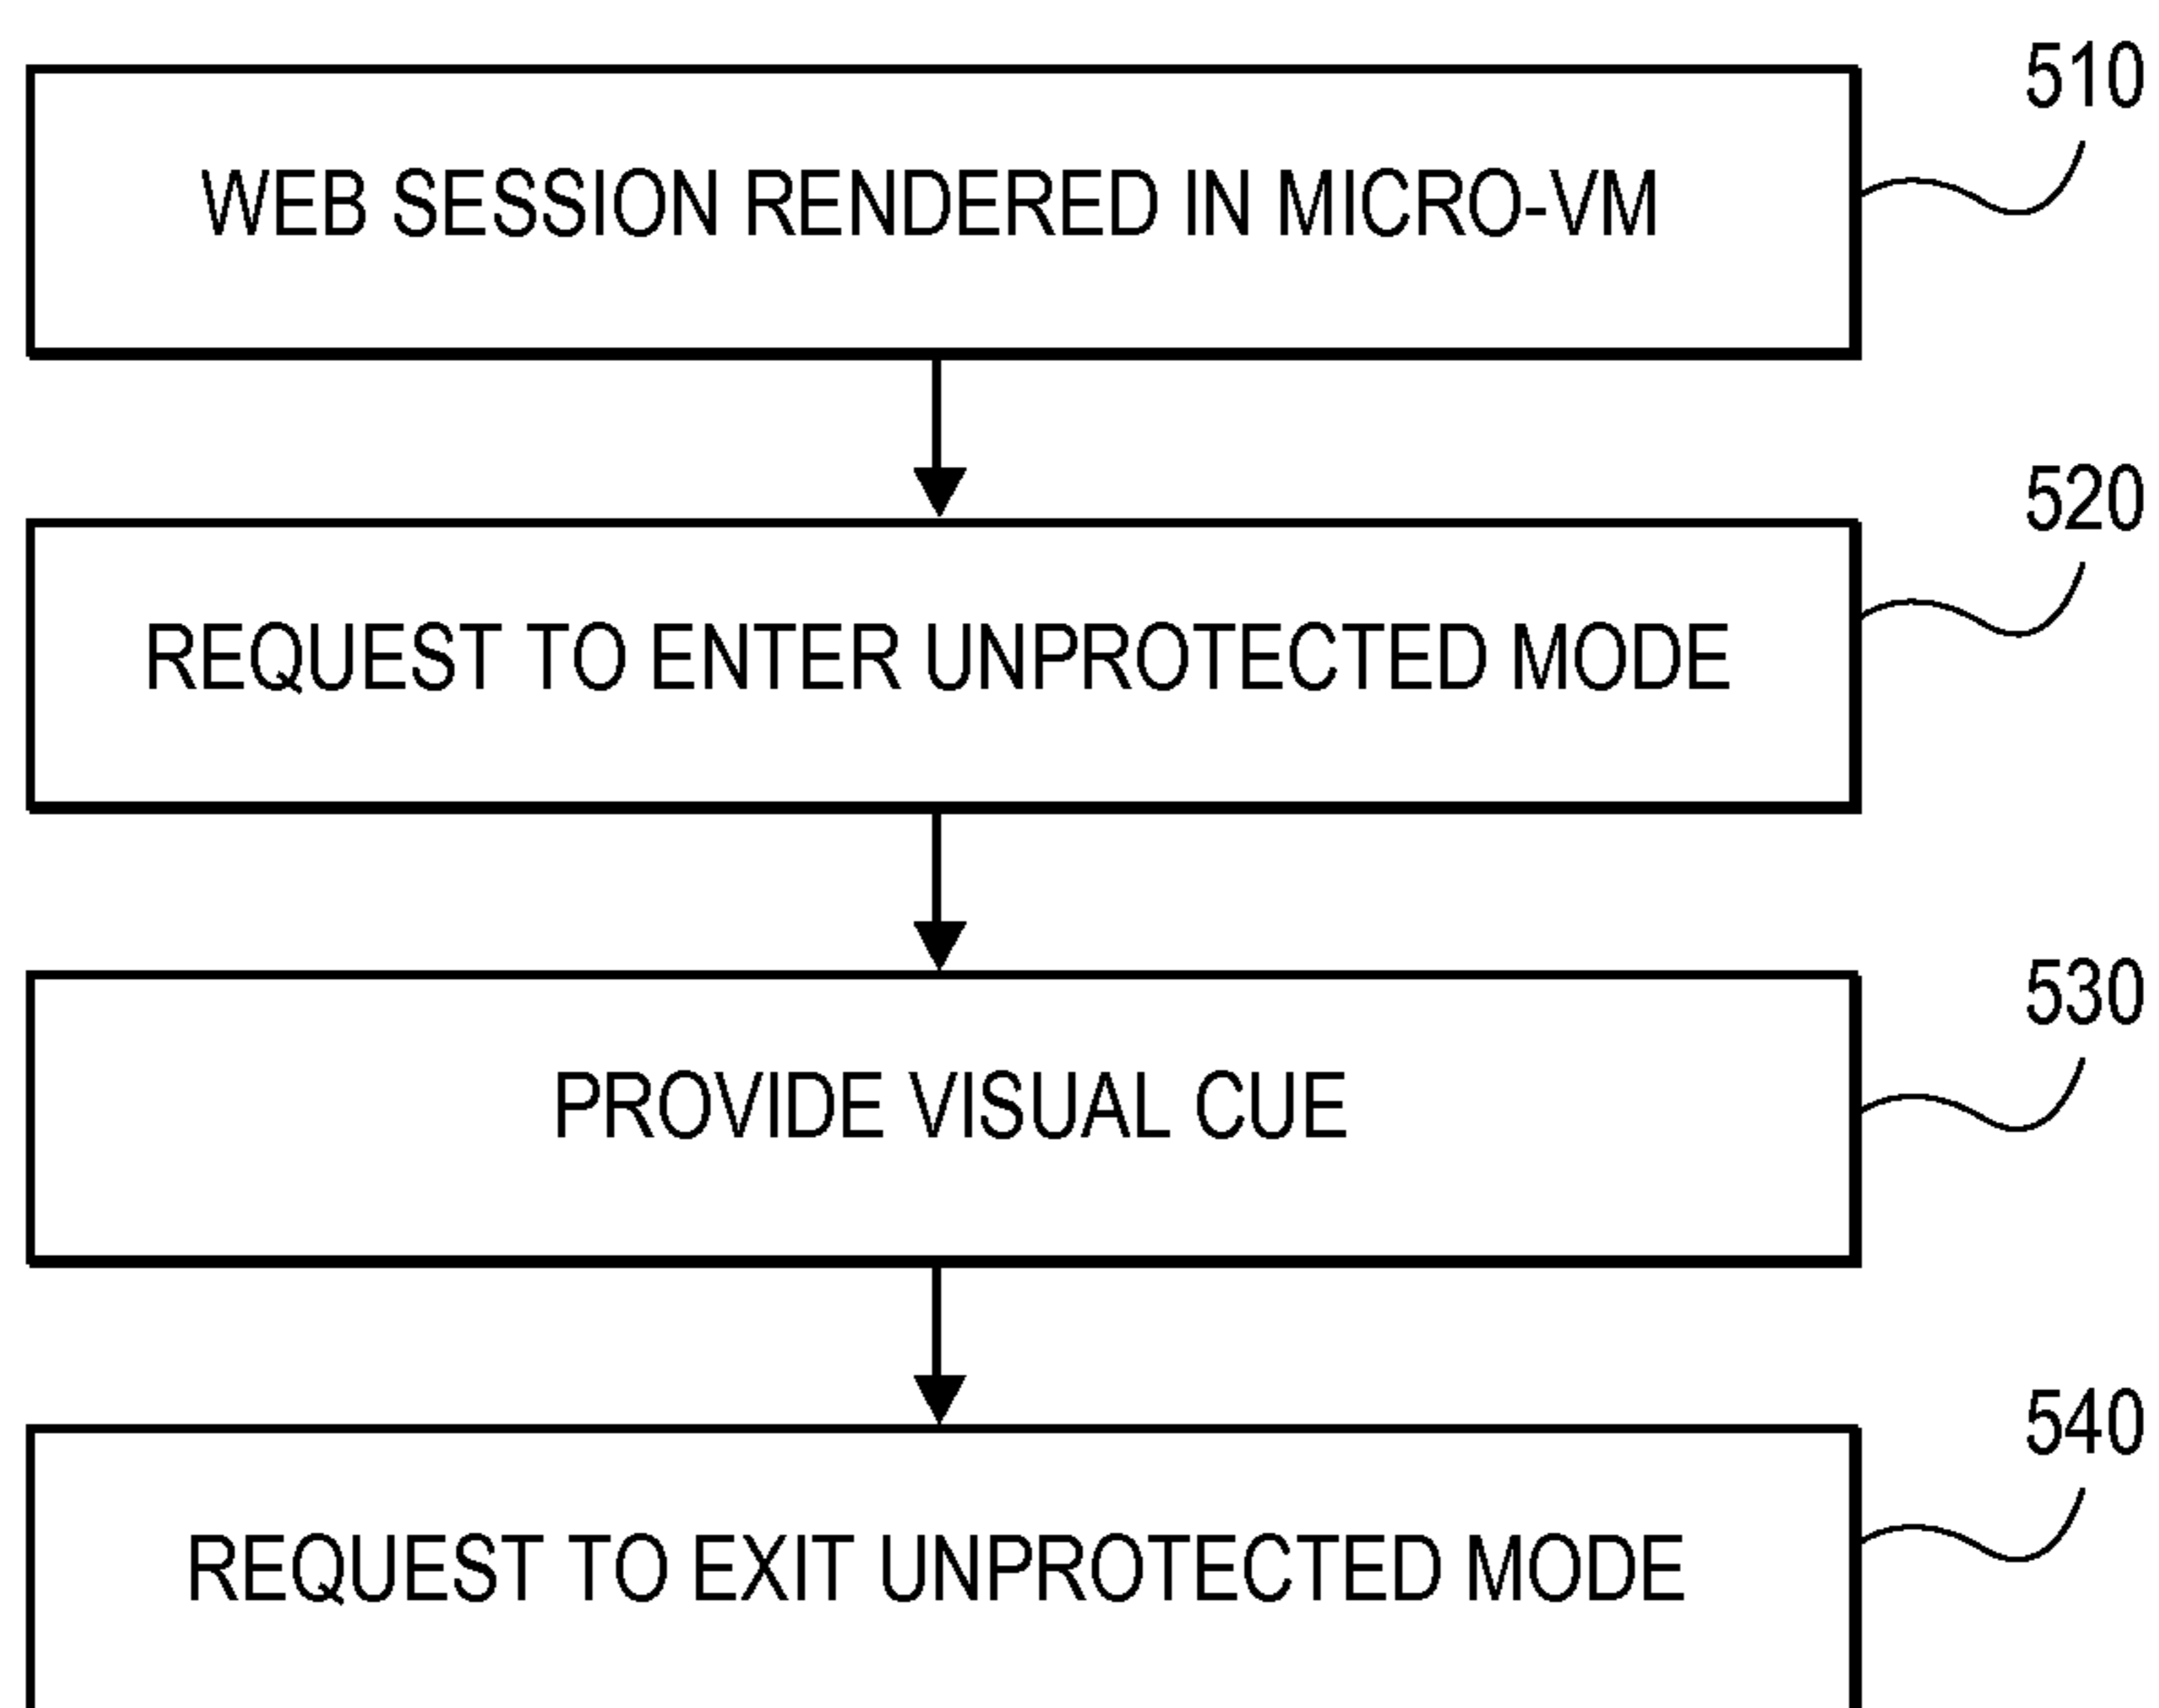 510
WEB SESSION RENDERED IN MICRO-VM
520
REQUEST TO ENTER UNPROTECTED MODE
530
PROVIDE VISUAL CUE
540
REQUEST TO EXIT UNPROTECTED MODE